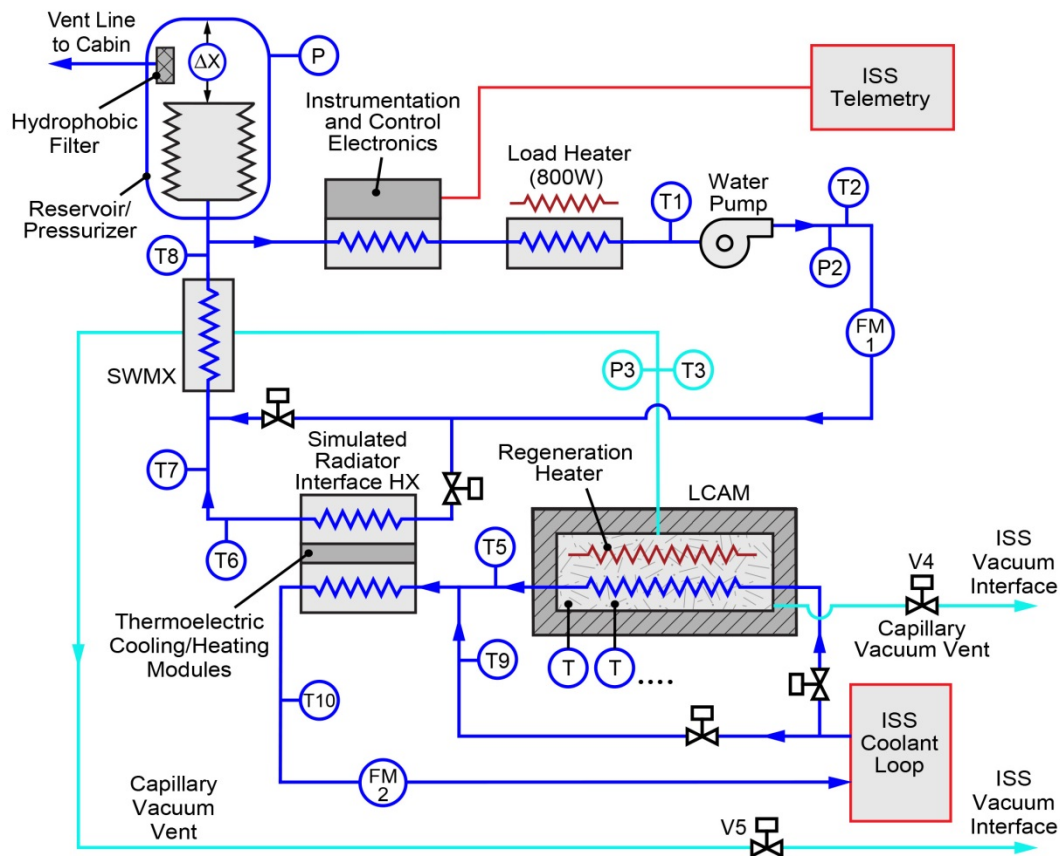 Vent Line
to Cabin
ΔX
P
Hydrophobic
Filter
Reservoir/
Pressurizer
Instrumentation
and Control
Electronics
ISS
Telemetry
Load Heater
(800W)
T1
Water
Pump
T2
P2
T8
FM
1
SWMX
P3
T3
T7
Simulated
Radiator
Interface HX
Regeneration
Heater
LCAM
T6
T5
V4
ISS
Vacuum
Interface
Capillary
Vacuum Vent
Thermoelectric
Cooling/Heating
Modules
T9
T
T
....
T10
ISS
Coolant
Loop
FM
2
Capillary
Vacuum
Vent
V5
ISS
Vacuum
Interface